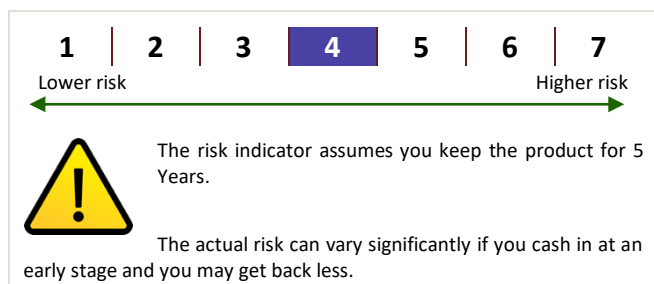 1 2 3 4 5 6 7
Lower risk Higher risk
The risk indicator assumes you keep the product for 5
Years.
The actual risk can vary significantly if you cash in at an
early stage and you may get back less.